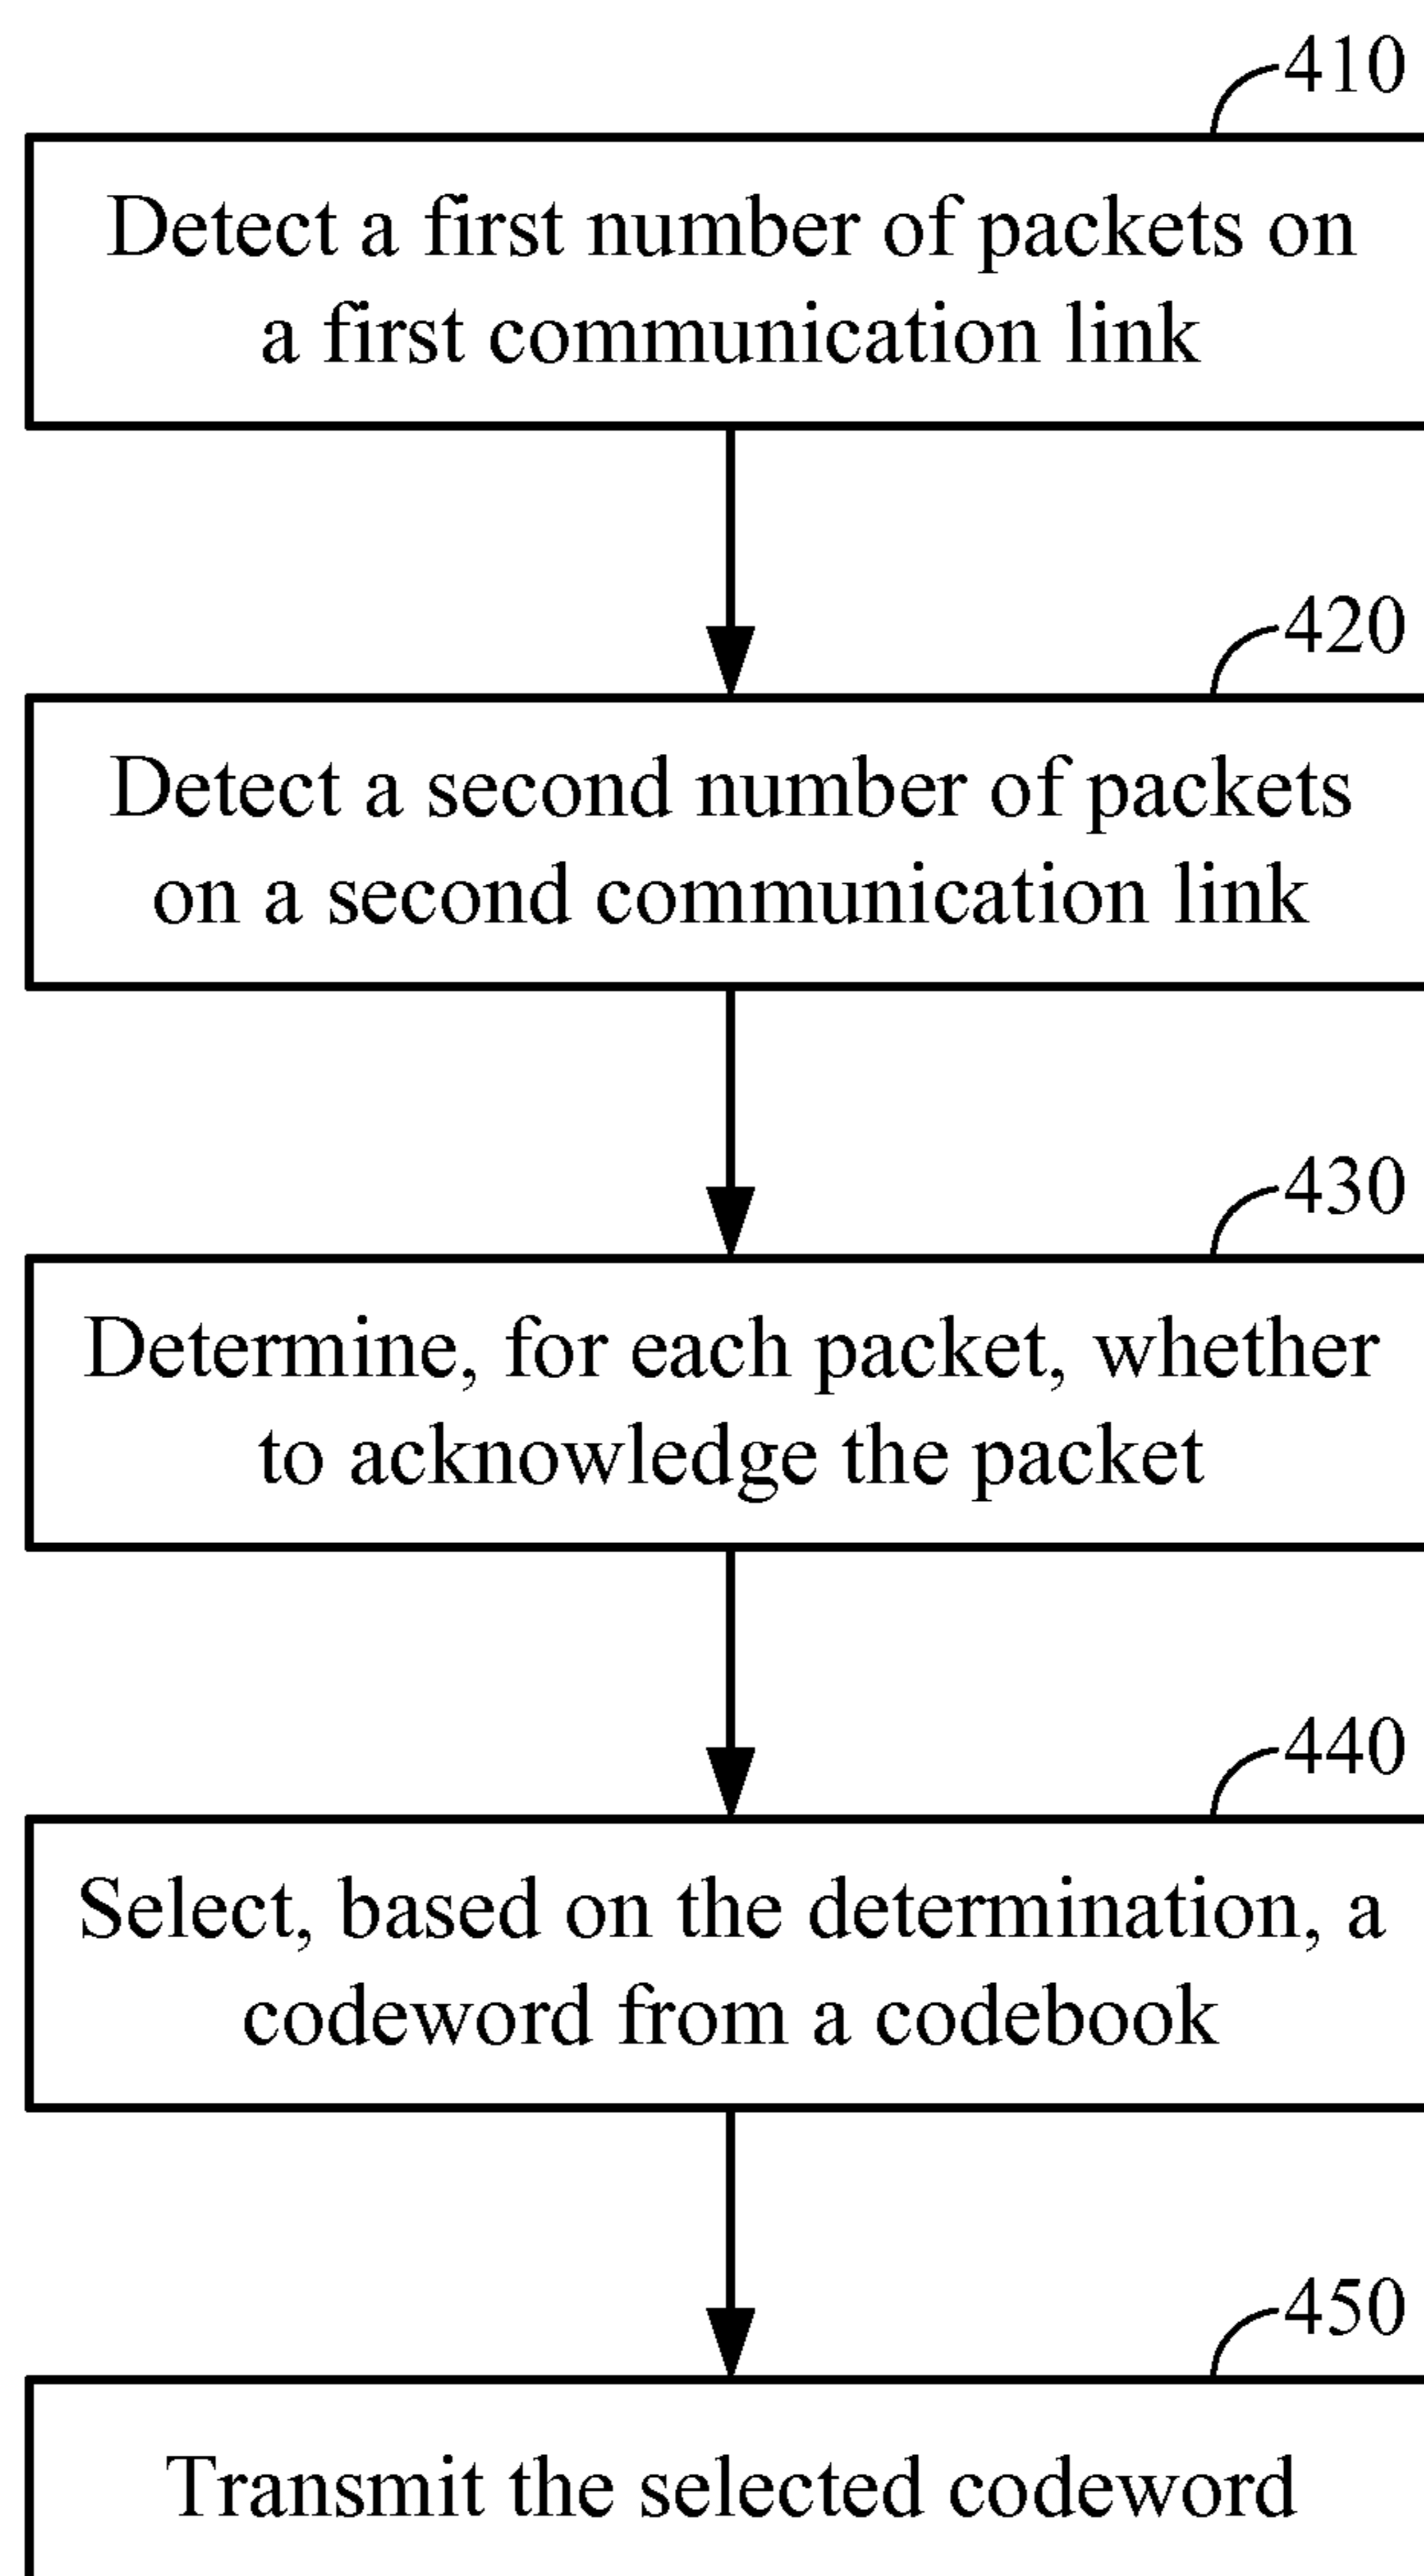 410
Detect a first number of packets on
a first communication link
420
Detect a second number of packets
on a second communication link
430
Determine, for each packet, whether
to acknowledge the packet
440
Select, based on the determination, a
codeword from a codebook
450
Transmit the selected codeword